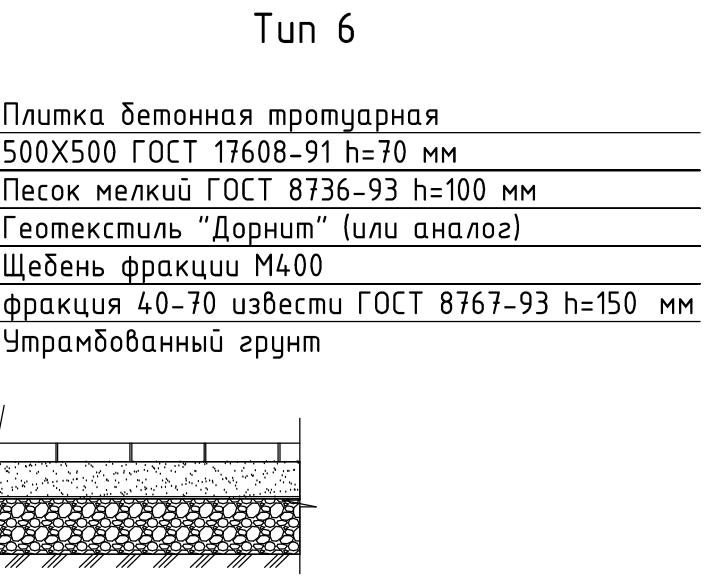 Тип 6
Плитка бетонная тротуарная
500X500 ГОСТ 17608-91 h=70 мм
Песок мелкий ГОСТ 8736-93 h=100 мм
Геотекстиль "Дорнит" (или аналог)
Щебень фракции М400
фракция 40-70 извести ГОСТ 8767-93 h=150 мм
Утрамбованный грунт